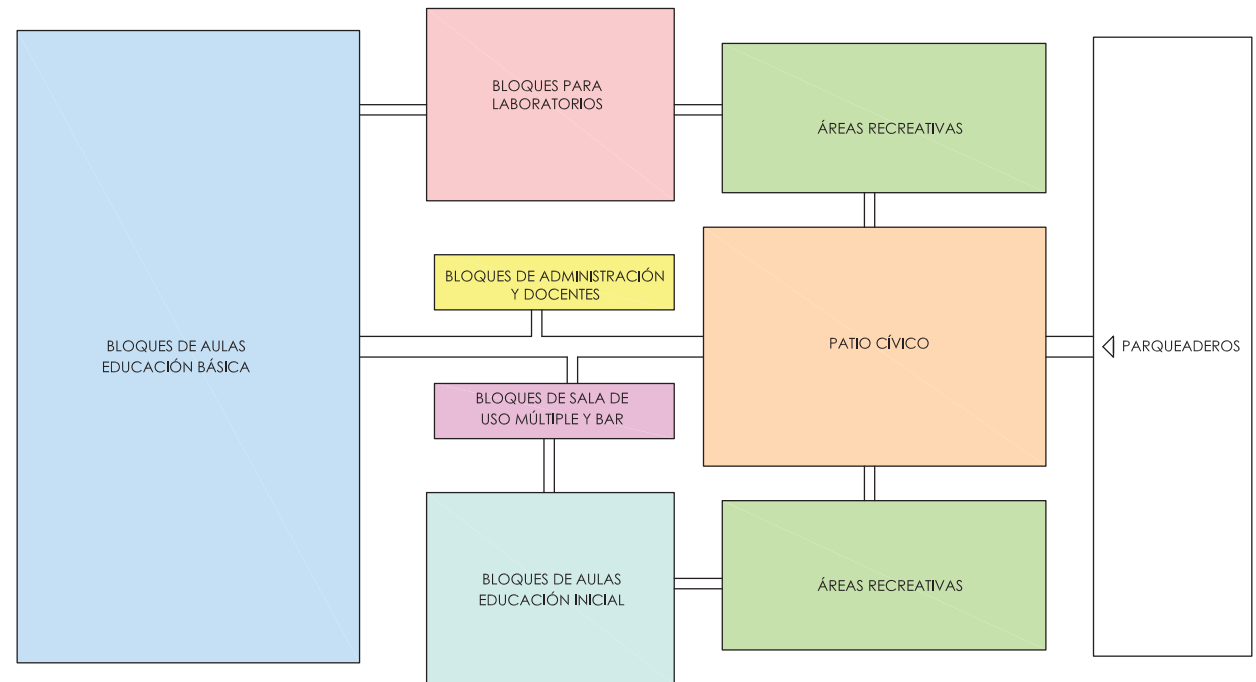 BLOQUES PARA
LABORATORIOS
ÁREAS RECREATIVAS
BLOQUES DE ADMINISTRACIÓN
Y DOCENTES
BLOQUES DE AULAS
EDUCACIÓN BÁSICA
PATIO CÍVICO
PARQUEADEROS
BLOQUES DE SALA DE
USO MÚLTIPLE Y BAR
BLOQUES DE AULAS
EDUCACIÓN INICIAL
ÁREAS RECREATIVAS